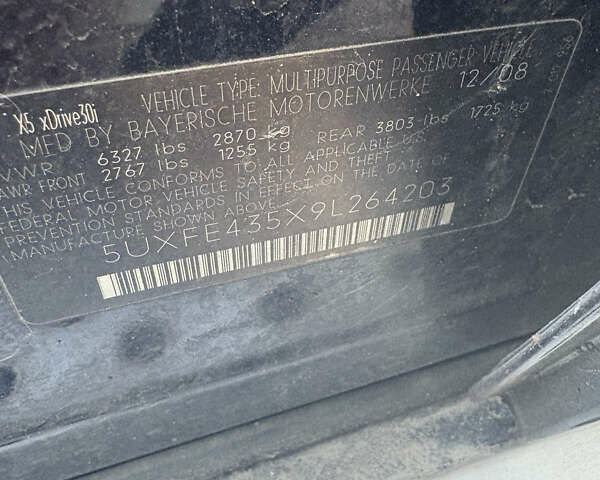 X5 xDrive30i VEHICLE TYPE: MULTIPURPOSE PASSENGER VEHICLE
MFD BY BAYERISCHE MOTORENWERKE 12/08
GVWR 6327 lbs 2870 kg
GAWR FRONT 2767 lbs 1255 kg REAR 3803 lbs 1725 kg
THIS VEHICLE CONFORMS TO ALL APPLICABLE U.S.
FEDERAL MOTOR VEHICLE SAFETY AND THEFT
PREVENTION STANDARDS IN EFFECT ON THE DATE OF
MANUFACTURE SHOWN ABOVE.
5UXFE435X9L264203